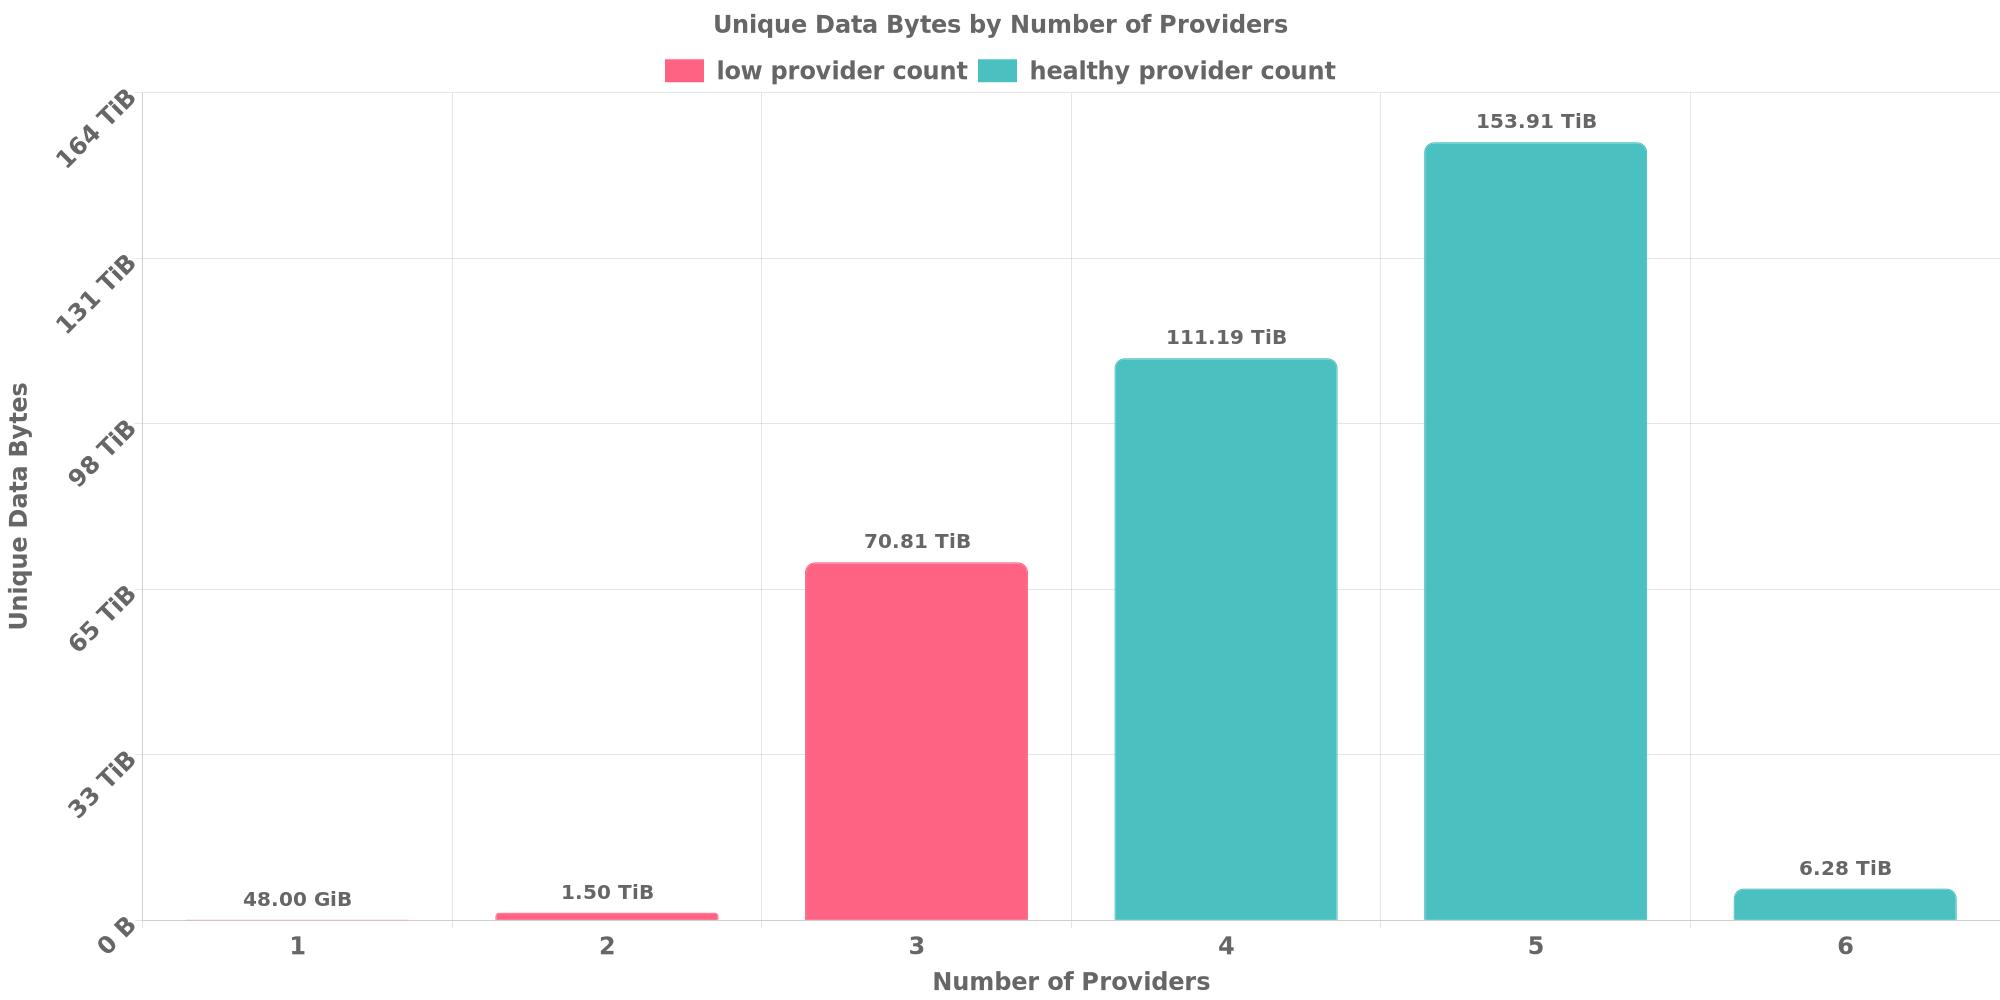 Unique Data Bytes by Number of Providers
low provider count healthy provider count
164 TiB
131 TiB
98 TiB
65 TiB
33 TiB
0 B
Unique Data Bytes
48.00 GiB
1.50 TiB
70.81 TiB
111.19 TiB
153.91 TiB
6.28 TiB
1 2 3 4 5 6
Number of Providers